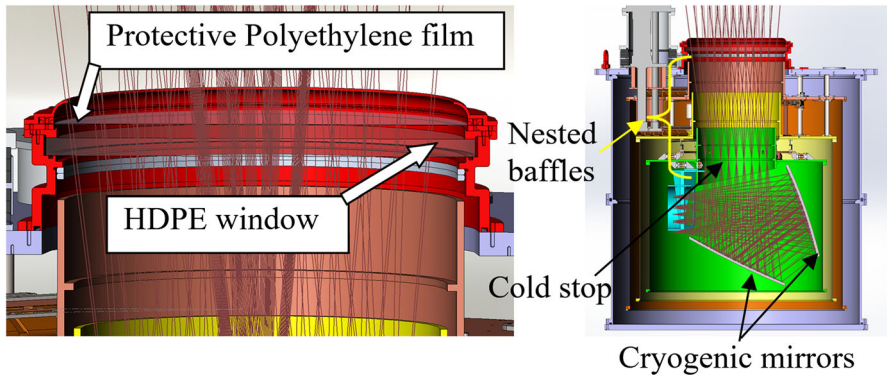 Protective Polyethylene film
HDPE window
Nested
baffles
Cold stop
Cryogenic mirrors